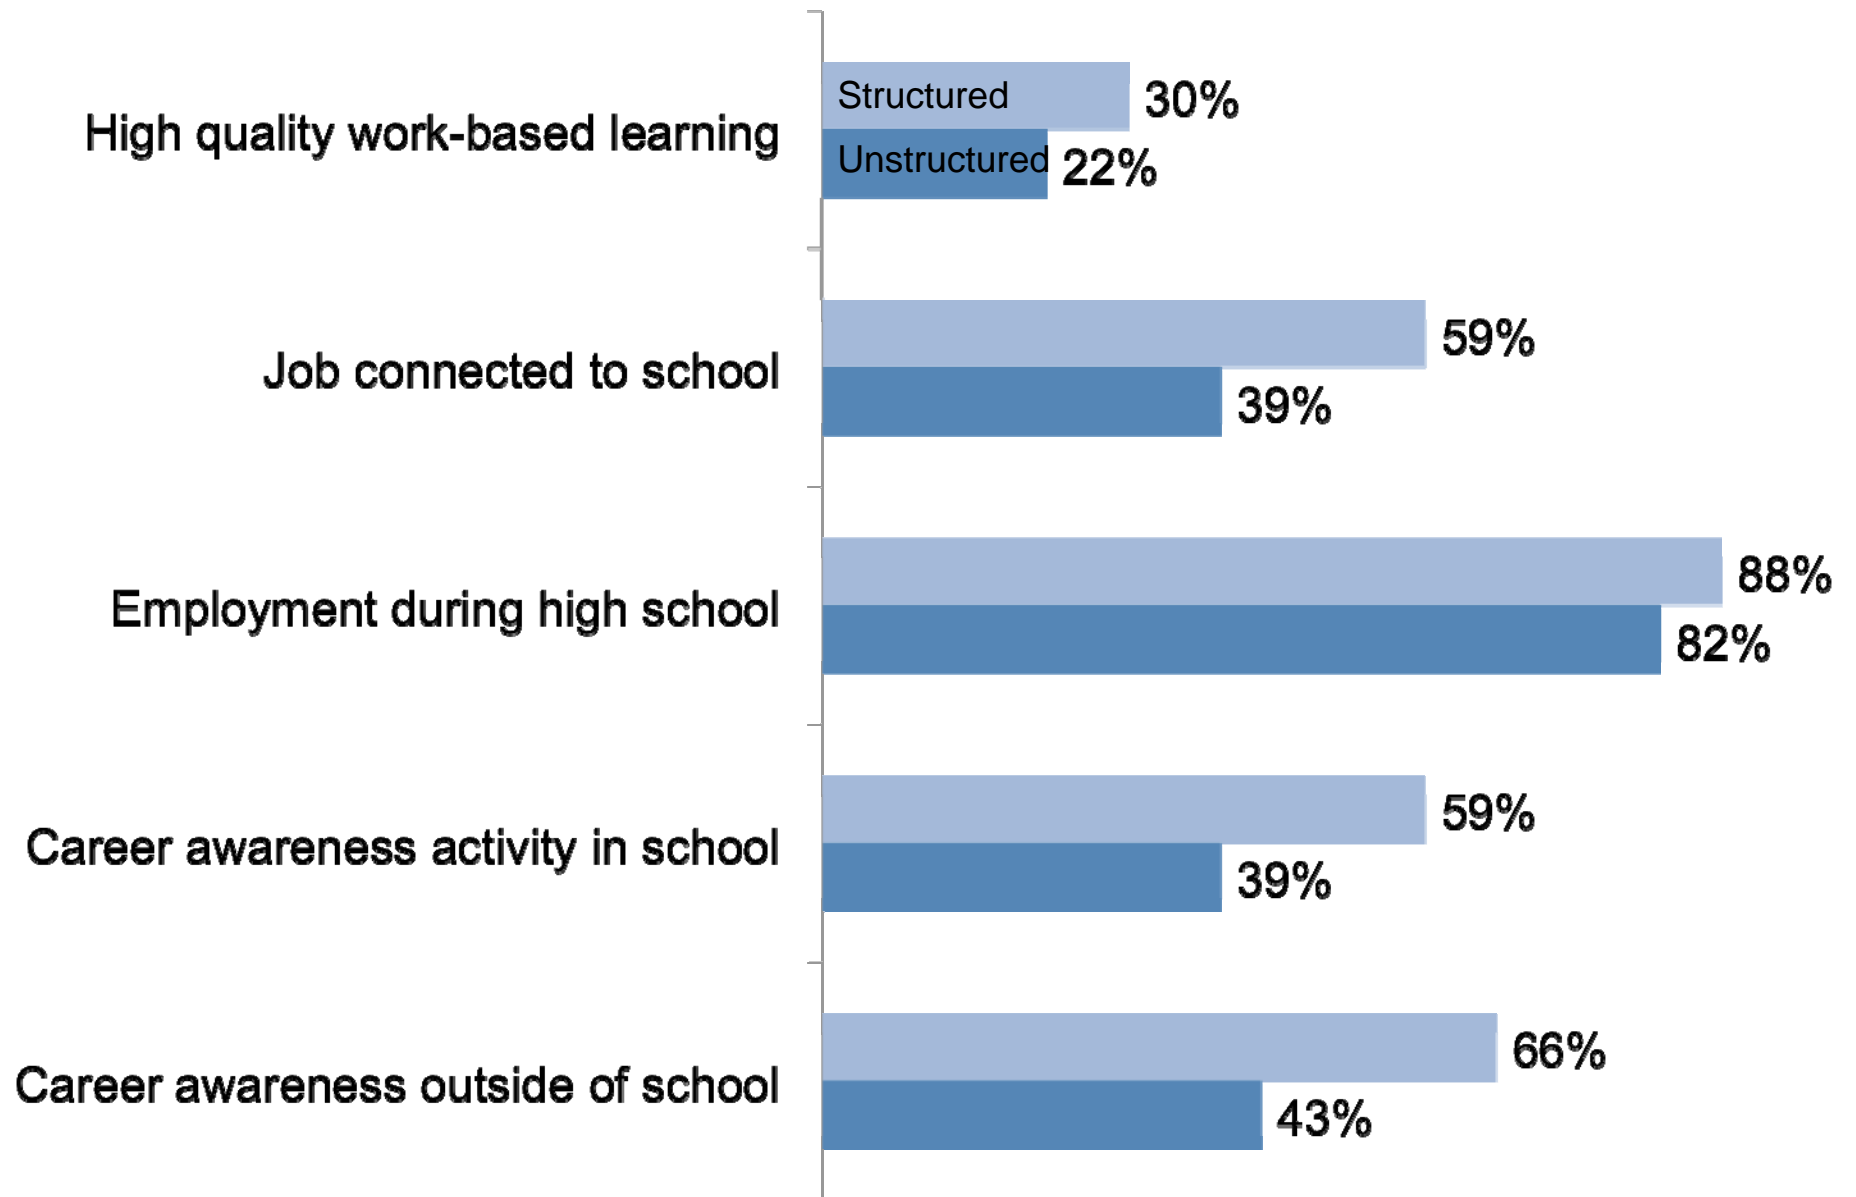 High quality work-based learning
Structured
30%
Unstructured
22%
Job connected to school
59%
39%
Employment during high school
88%
82%
Career awareness activity in school
59%
39%
Career awareness outside of school
66%
43%